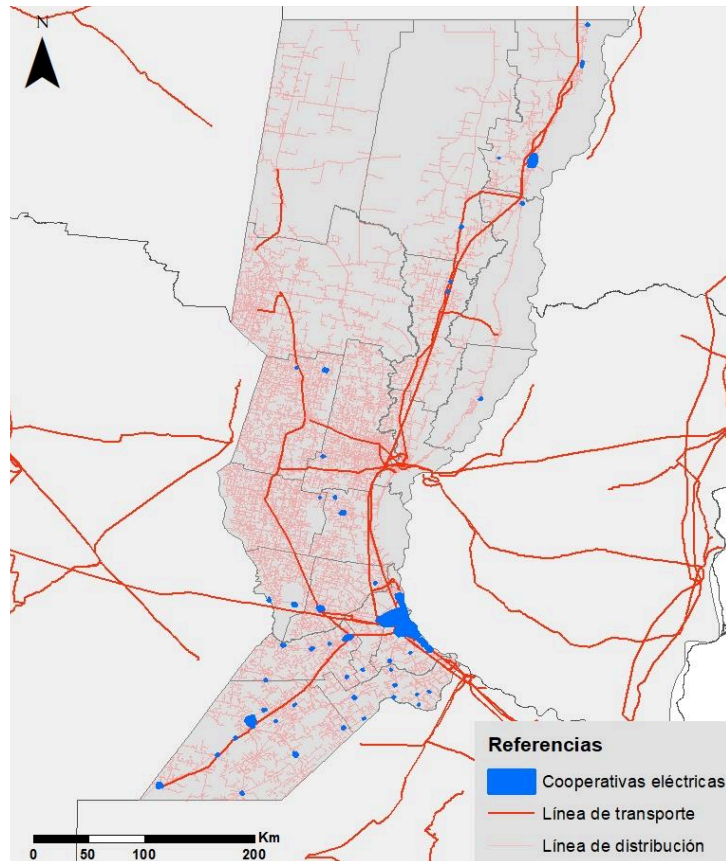 N
Referencias
Cooperativas eléctricas
Línea de transporte
Línea de distribución
Km
0 50 100 200